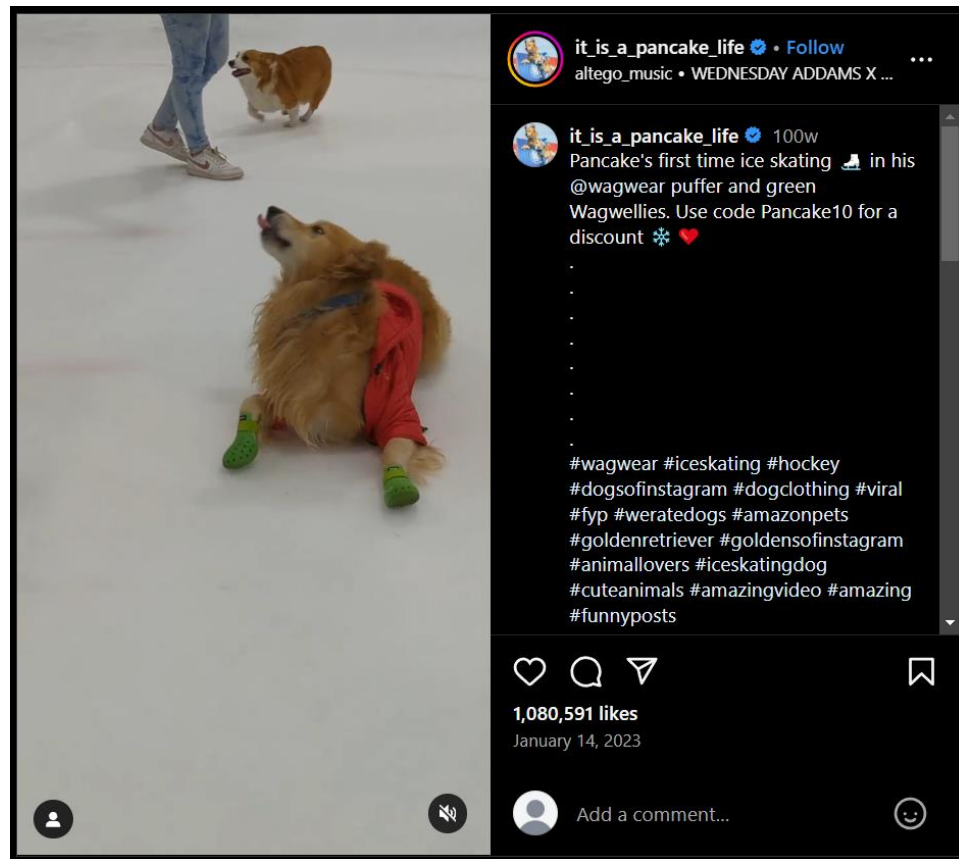 it_is_a_pancake_life • Follow
altego_music • WEDNESDAY ADDAMS X ...
it_is_a_pancake_life 100w
Pancake's first time ice skating ⛸️ in his
@wagwear puffer and green
Wagwellies. Use code Pancake10 for a
discount ❄️ ❤️
.
.
.
.
.
.
.
.
#wagwear #iceskating #hockey
#dogsofinstagram #dogclothing #viral
#fyp #weratedogs #amazonpets
#goldenretriever #goldensofinstagram
#animallovers #iceskatingdog
#cuteanimals #amazingvideo #amazing
#funnyposts
1,080,591 likes
January 14, 2023
Add a comment...